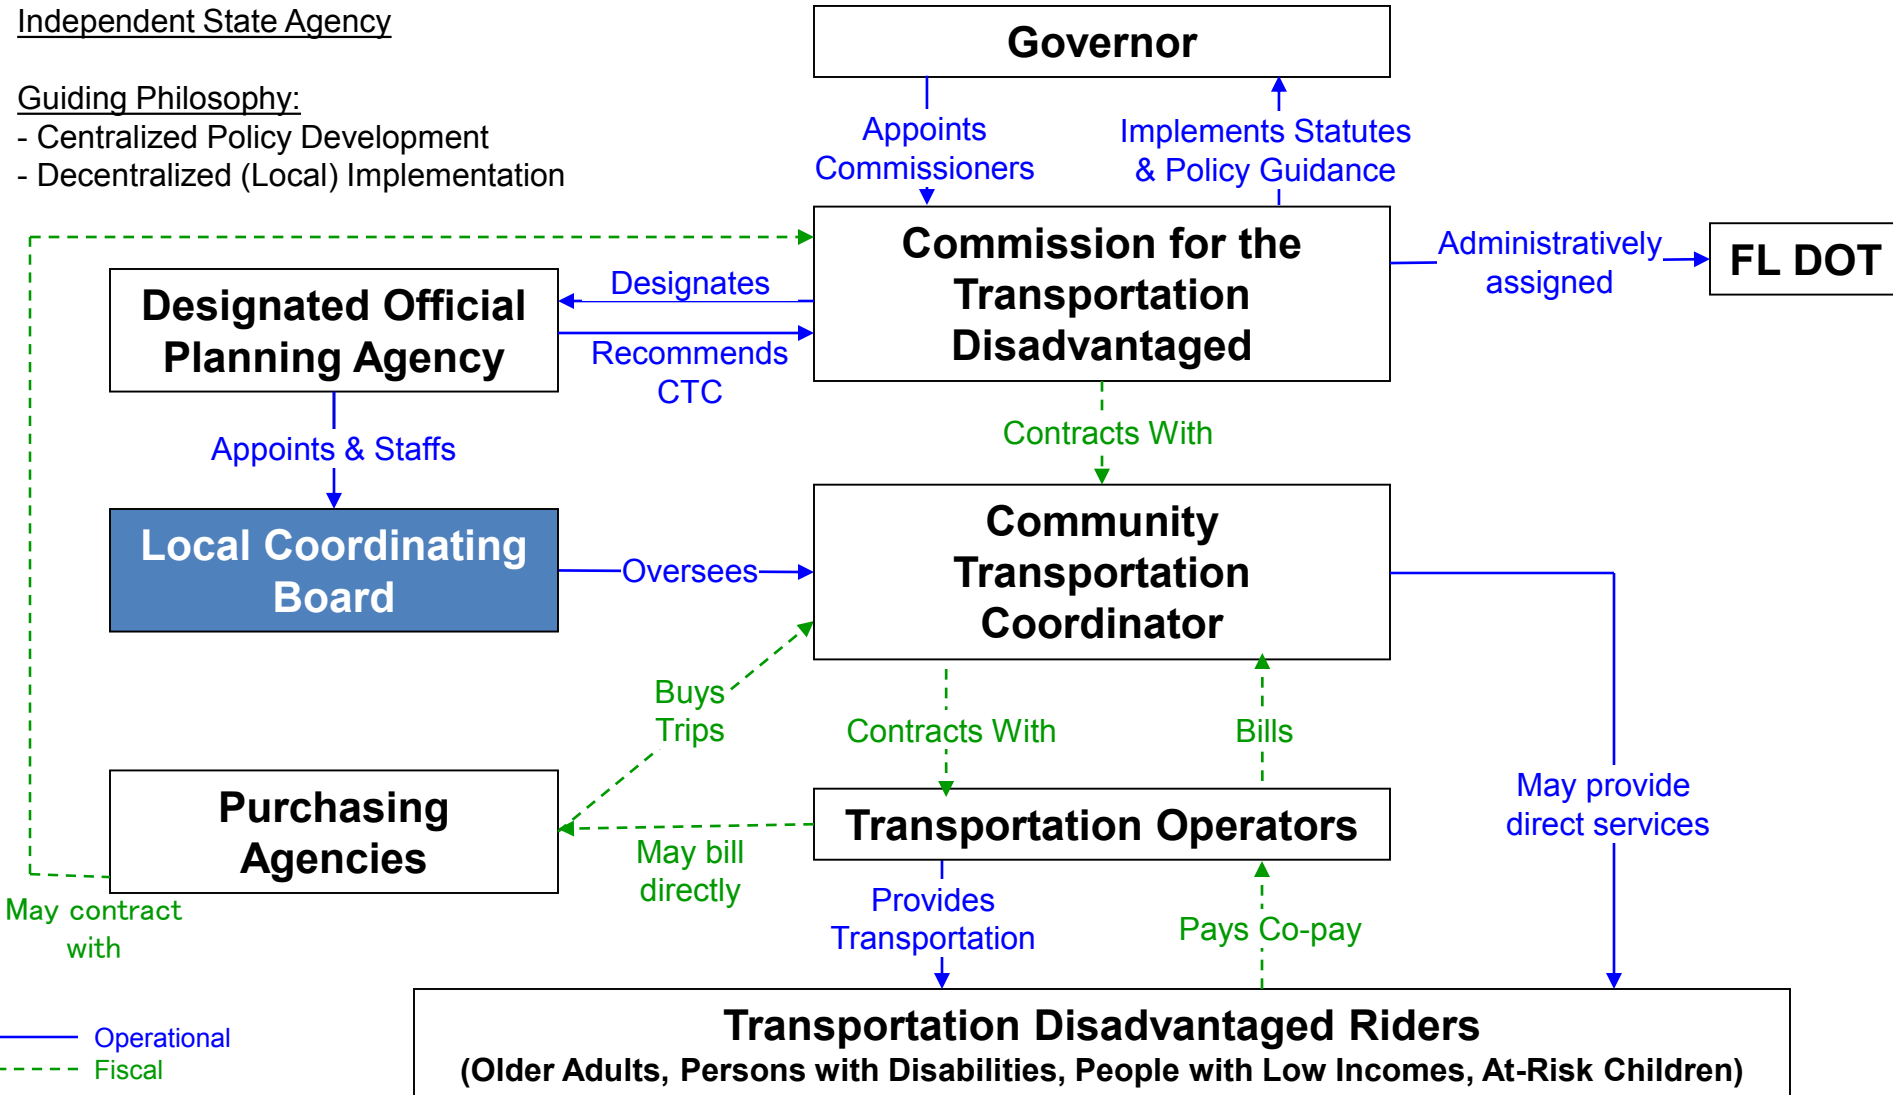 Independent State Agency
Guiding Philosophy:
- Centralized Policy Development
- Decentralized (Local) Implementation
Governor
Appoints
Commissioners
Implements Statutes
& Policy Guidance
Commission for the
Transportation
Disadvantaged
Administratively
assigned
FL DOT
Designated Official
Planning Agency
Designates
Recommends
CTC
Appoints & Staffs
Contracts With
Local Coordinating
Board
Oversees
Community
Transportation
Coordinator
Buys
Trips
Contracts With
Bills
May provide
direct services
Purchasing
Agencies
May bill
directly
Transportation Operators
May contract
with
Provides
Transportation
Pays Co-pay
Transportation Disadvantaged Riders
(Older Adults, Persons with Disabilities, People with Low Incomes, At-Risk Children)
Operational
Fiscal